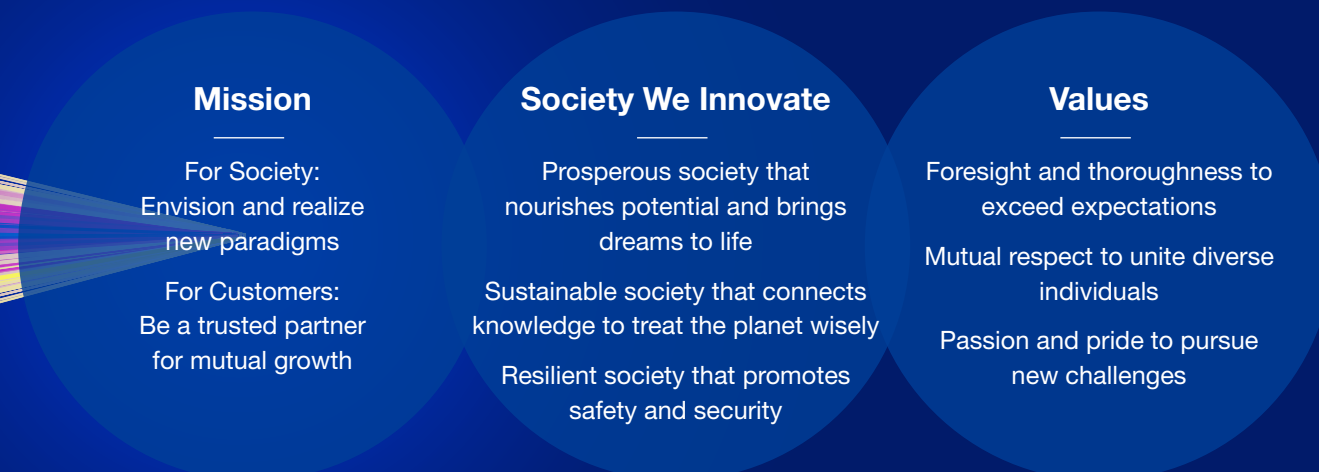 Mission
For Society:
Envision and realize
new paradigms
For Customers:
Be a trusted partner
for mutual growth
Society We Innovate
Prosperous society that
nourishes potential and brings
dreams to life
Sustainable society that connects
knowledge to treat the planet wisely
Resilient society that promotes
safety and security
Values
Foresight and thoroughness to
exceed expectations
Mutual respect to unite diverse
individuals
Passion and pride to pursue
new challenges